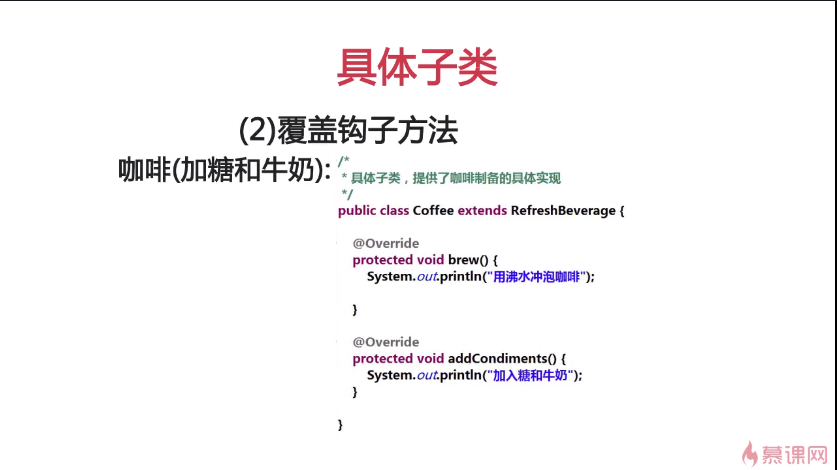 具体子类
(2)覆盖钩子方法
咖啡(加糖和牛奶):
/*
* 具体子类，提供了咖啡制备的具体实现
*/
public class Coffee extends RefreshBeverage {
@Override
protected void brew() {
System.out.println("用沸水冲泡咖啡");
}
@Override
protected void addCondiments() {
System.out.println("加入糖和牛奶");
}
}
慕课网